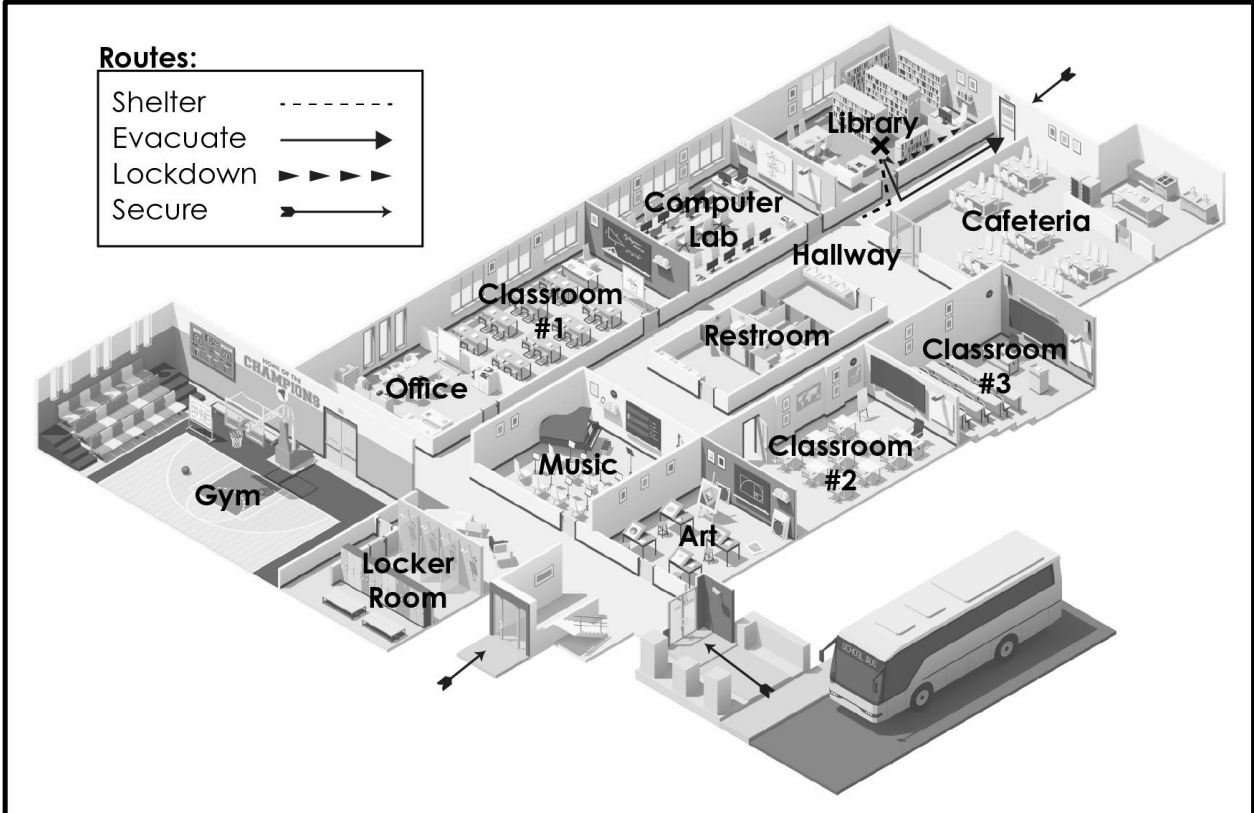 Routes:
Shelter
Evacuate
Lockdown
Secure
Library
Computer
Lab
Cafeteria
Hallway
Classroom
#1
Restroom
Classroom
#3
Office
HOME OF THE
CHAMPIONS
Music
Classroom
#2
Gym
Art
Locker
Room
SCHOOL BUS